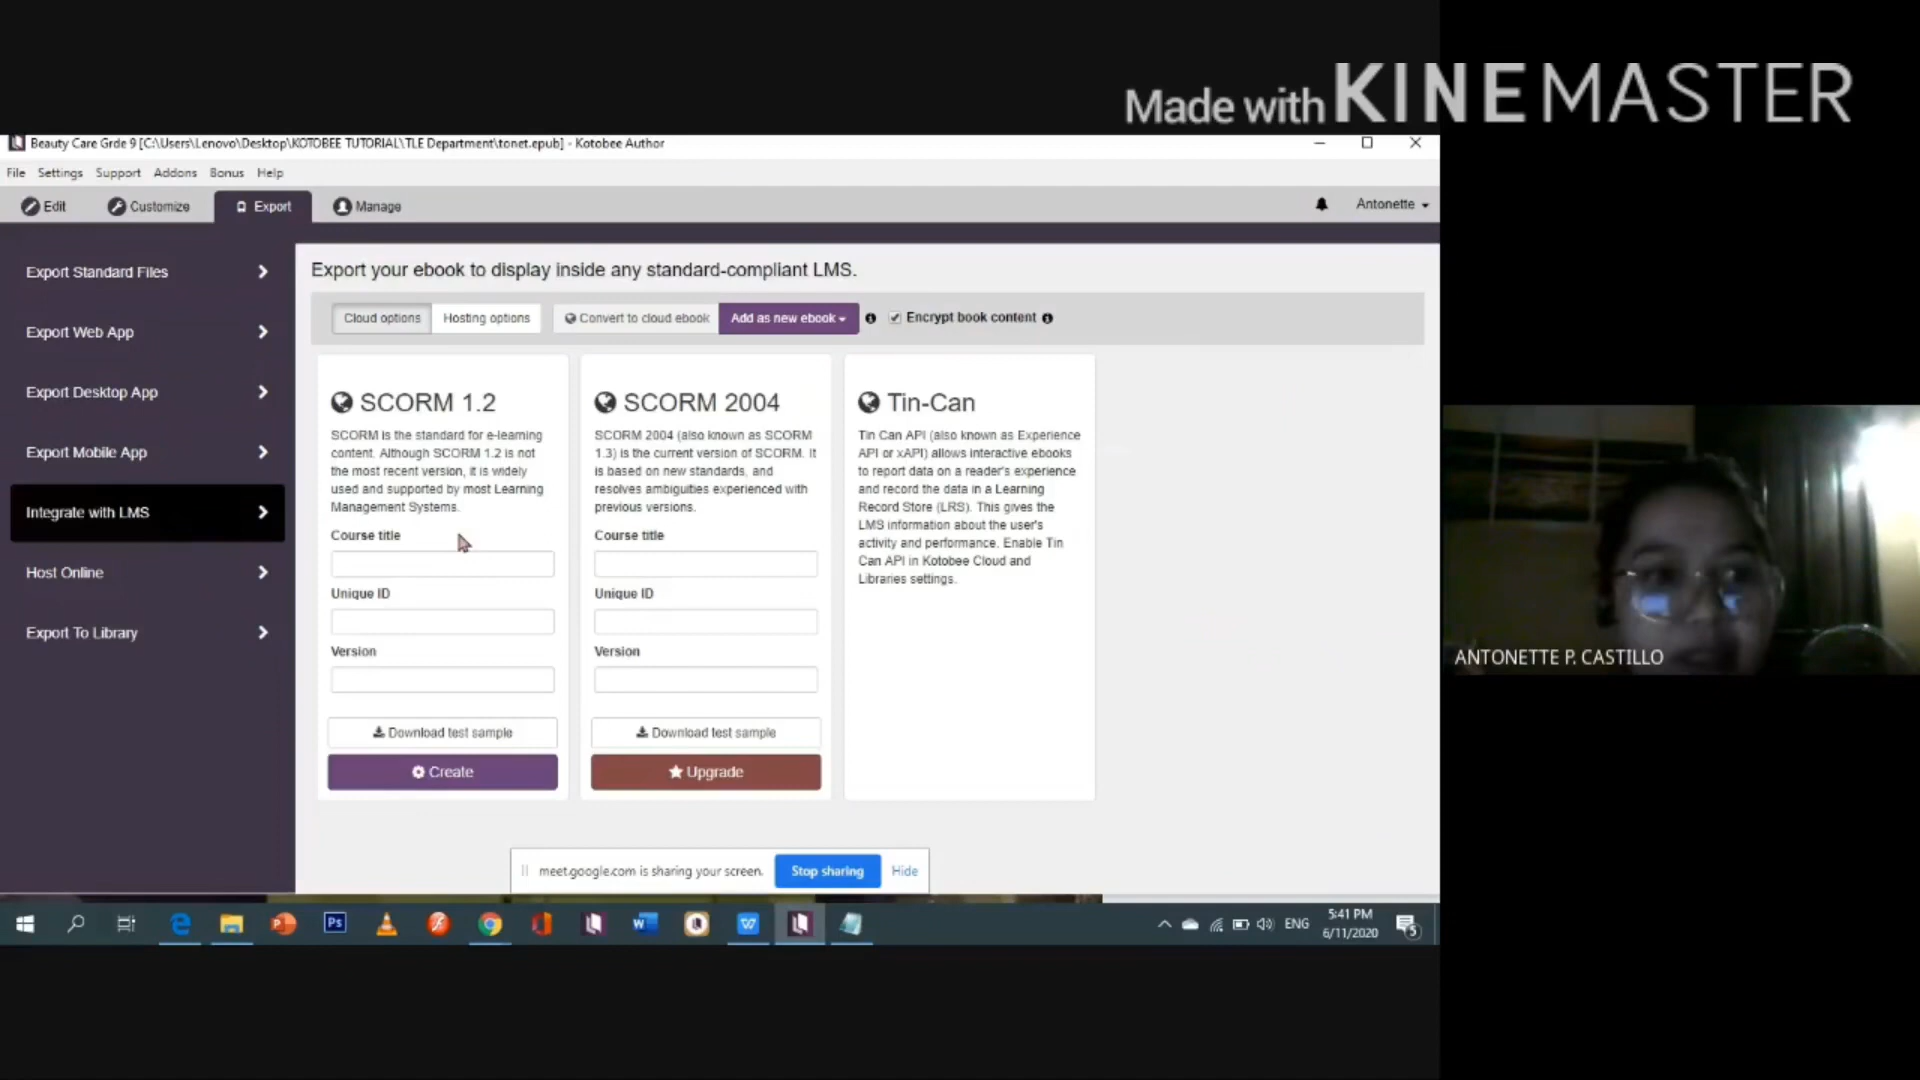 Made with KINEMASTER
Beauty Care Grde 9 [C:\Users\Lenovo\Desktop\KOTOBEE TUTORIAL\TLE Department\tonet.epub] - Kotobee Author
File Settings Support Addons Bonus Help
Edit Customize Export Manage Antonette
Export Standard Files
Export Web App
Export Desktop App
Export Mobile App
Integrate with LMS
Host Online
Export To Library
Export your ebook to display inside any standard-compliant LMS.
Cloud options Hosting options Convert to cloud ebook Add as new ebook Encrypt book content
SCORM 1.2
SCORM is the standard for e-learning
content. Although SCORM 1.2 is not
the most recent version, it is widely
used and supported by most Learning
Management Systems.
Course title
Unique ID
Version
Download test sample
Create
SCORM 2004
SCORM 2004 (also known as SCORM
1.3) is the current version of SCORM. It
is based on new standards, and
resolves ambiguities experienced with
previous versions.
Course title
Unique ID
Version
Download test sample
Upgrade
Tin-Can
Tin Can API (also known as Experience
API or xAPI) allows interactive ebooks
to report data on a reader's experience
and record the data in a Learning
Record Store (LRS). This gives the
LMS information about the user's
activity and performance. Enable Tin
Can API in Kotobee Cloud and
Libraries settings.
meet.google.com is sharing your screen. Stop sharing Hide
ANTONETTE P. CASTILLO
Ps
ENG
5:41 PM
6/11/2020
5